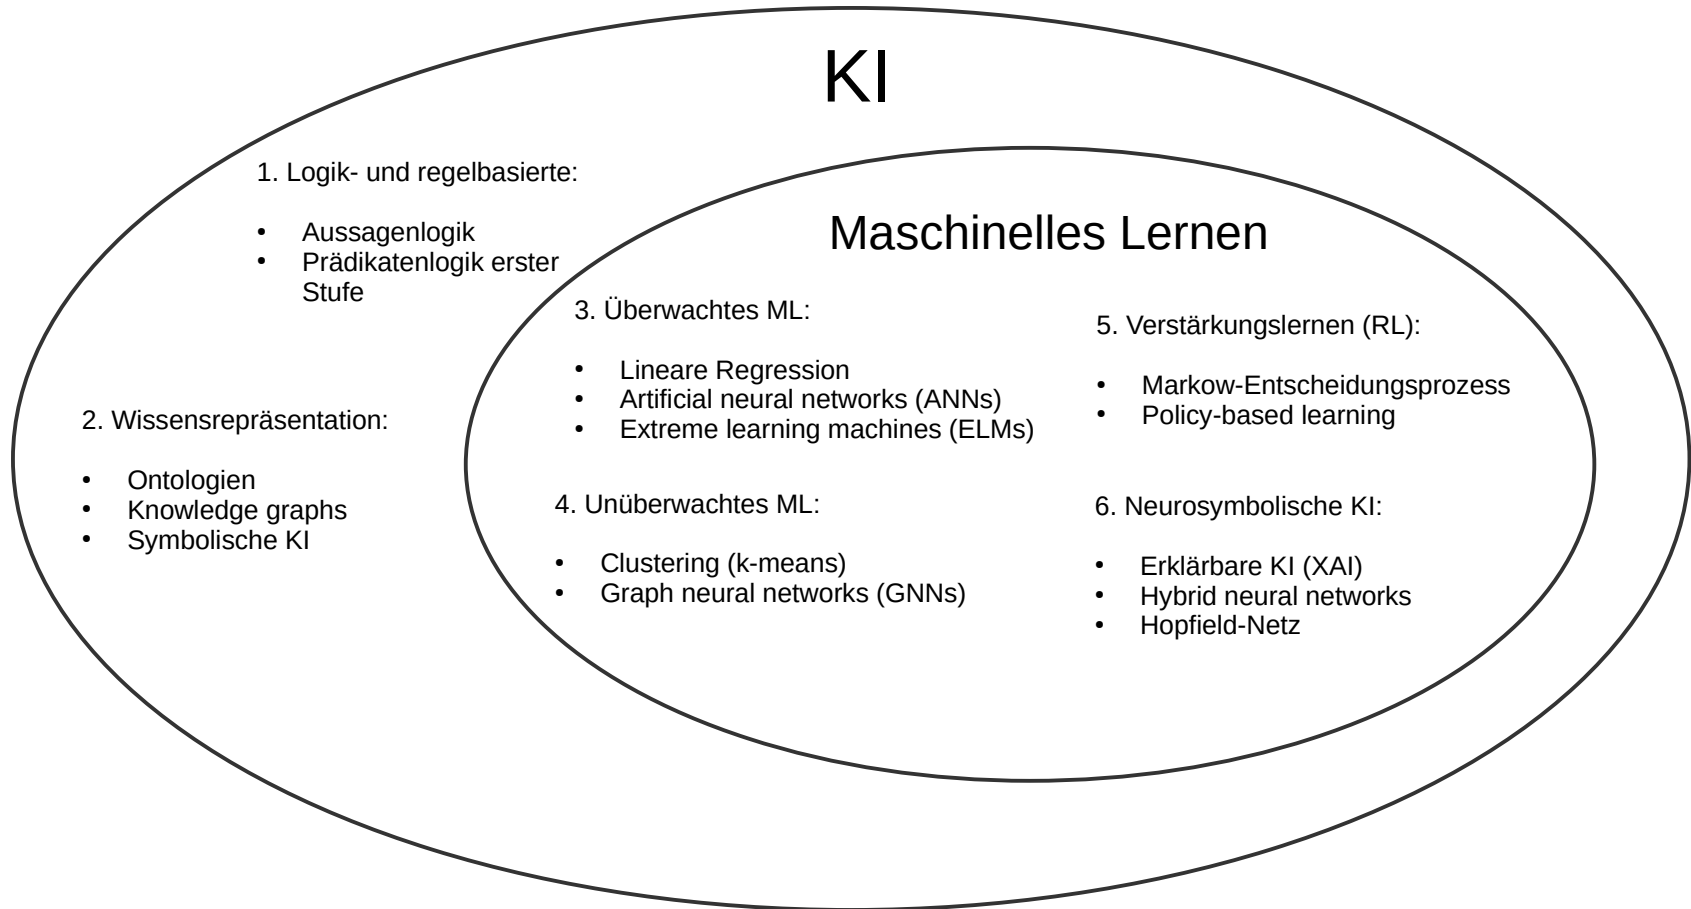 KI
1. Logik- und regelbasierte:
• Aussagenlogik
• Prädikatenlogik erster
Stufe
2. Wissensrepräsentation:
• Ontologien
• Knowledge graphs
• Symbolische KI
Maschinelles Lernen
3. Überwachtes ML:
• Lineare Regression
• Artificial neural networks (ANNs)
• Extreme learning machines (ELMs)
4. Unüberwachtes ML:
• Clustering (k-means)
• Graph neural networks (GNNs)
5. Verstärkungslernen (RL):
• Markow-Entscheidungsprozess
• Policy-based learning
6. Neurosymbolische KI:
• Erklärbare KI (XAI)
• Hybrid neural networks
• Hopfield-Netz